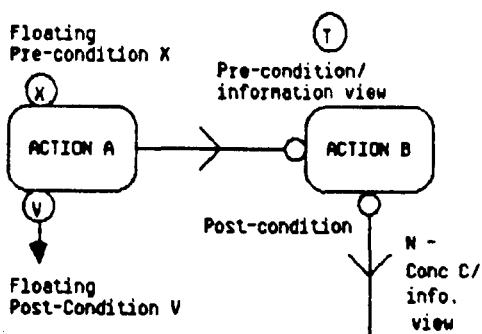 Floating
Pre-condition X
T
Pre-condition/
information view
X
ACTION A
ACTION B
V
Post-condition
Floating
Post-Condition V
N -
Conc C/
info.
view